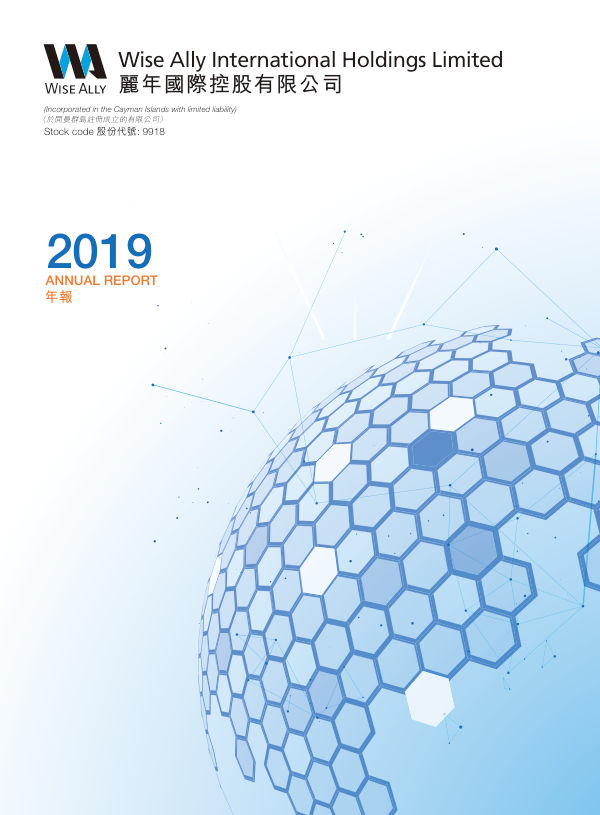 WISE ALLY
Wise Ally International Holdings Limited
麗年國際控股有限公司
(Incorporated in the Cayman Islands with limited liability)
(於開曼群島註冊成立的有限公司)
Stock code 股份代號: 9918
2019
ANNUAL REPORT
年報